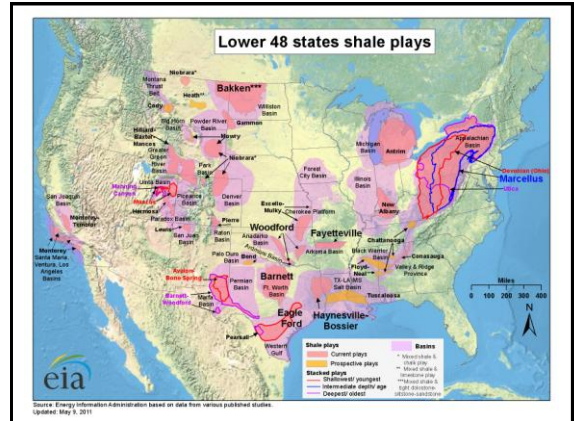 Lower 48 states shale plays
Niobrara*
Montana
Thrust
Belt
Heath**
Bakken***
Cody
Williston
Basin
Big Horn
Basin
Powder River
Basin
Gammon
Hilliard-
Baxter-
Mancos
Mowry
Greater
Green
River
Basin
Park
Basin
Niobrara*
Michigan
Basin
Antrim
Appalachian
Basin
Devonian (Ohio)
Marcellus
Utica
Manning
Canyon
Uinta Basin
Mancos
Piceance
Basin
Denver
Basin
Forest
City Basin
Illinois
Basin
San Joaquin
Basin
Monterey-
Temblor
Hermosa
Paradox Basin
Lewis
San Juan
Basin
Pierre
Raton
Basin
Excello-
Mulky
Cherokee Platform
New
Albany
Woodford
Fayetteville
Anadarko
Basin
Chattanooga
Monterey
Santa Maria,
Ventura, Los
Angeles
Basins
Palo Duro
Basin
Bend
Ardmore Basin
Arkoma Basin
Black Warrior
Basin
Conasauga
Floyd-
Neal
Valley & Ridge
Province
Avalon-
Bone Spring
Permian
Basin
Barnett
Ft. Worth
Basin
TX-LA-MS
Salt Basin
Tuscaloosa
Barnett-
Woodford
Marfa
Basin
Eagle
Ford
Haynesville-
Bossier
Pearsall
Western
Gulf
Miles
0 100 200 300 400
N
Shale plays
Current plays
Prospective plays
Stacked plays
Shallowest/ youngest
Intermediate depth/ age
Deepest/ oldest
Basins
* Mixed shale &
chalk play
** Mixed shale &
limestone play
***Mixed shale &
tight dolostone-
siltstone-sandstone
eia
Source: Energy Information Administration based on data from various published studies.
Updated: May 9, 2011